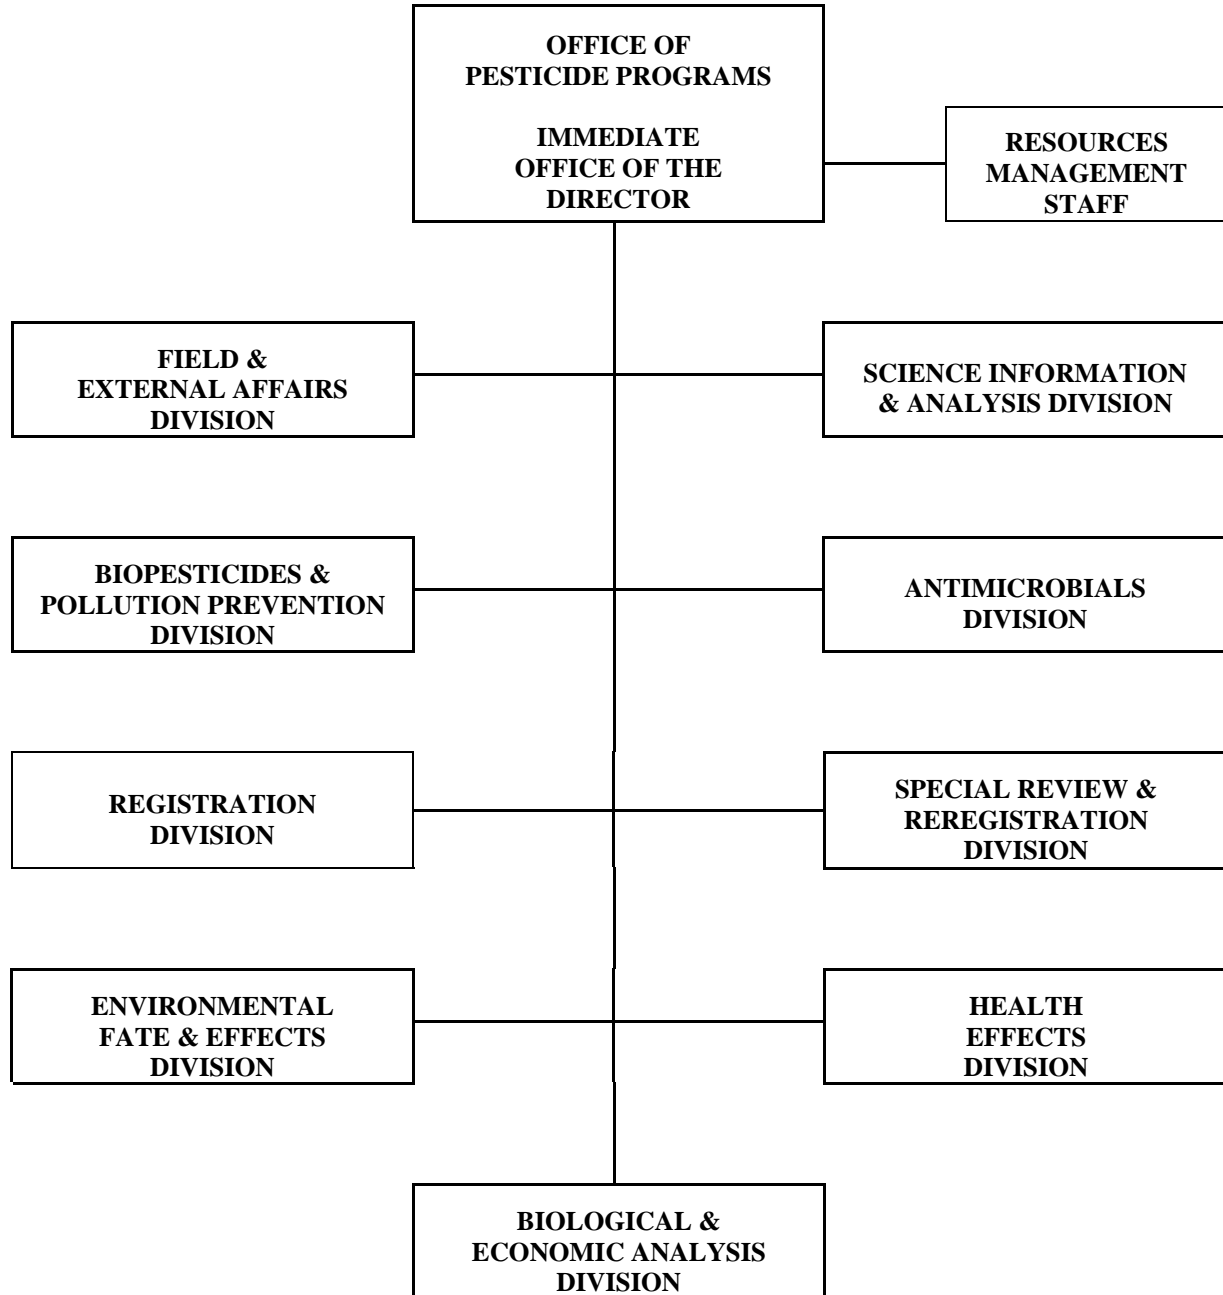 OFFICE OF
PESTICIDE PROGRAMS
IMMEDIATE
OFFICE OF THE
DIRECTOR
RESOURCES
MANAGEMENT
STAFF
FIELD &
EXTERNAL AFFAIRS
DIVISION
SCIENCE INFORMATION
& ANALYSIS DIVISION
BIOPESTICIDES &
POLLUTION PREVENTION
DIVISION
ANTIMICROBIALS
DIVISION
REGISTRATION
DIVISION
SPECIAL REVIEW &
REREGISTRATION
DIVISION
ENVIRONMENTAL
FATE & EFFECTS
DIVISION
HEALTH
EFFECTS
DIVISION
BIOLOGICAL &
ECONOMIC ANALYSIS
DIVISION